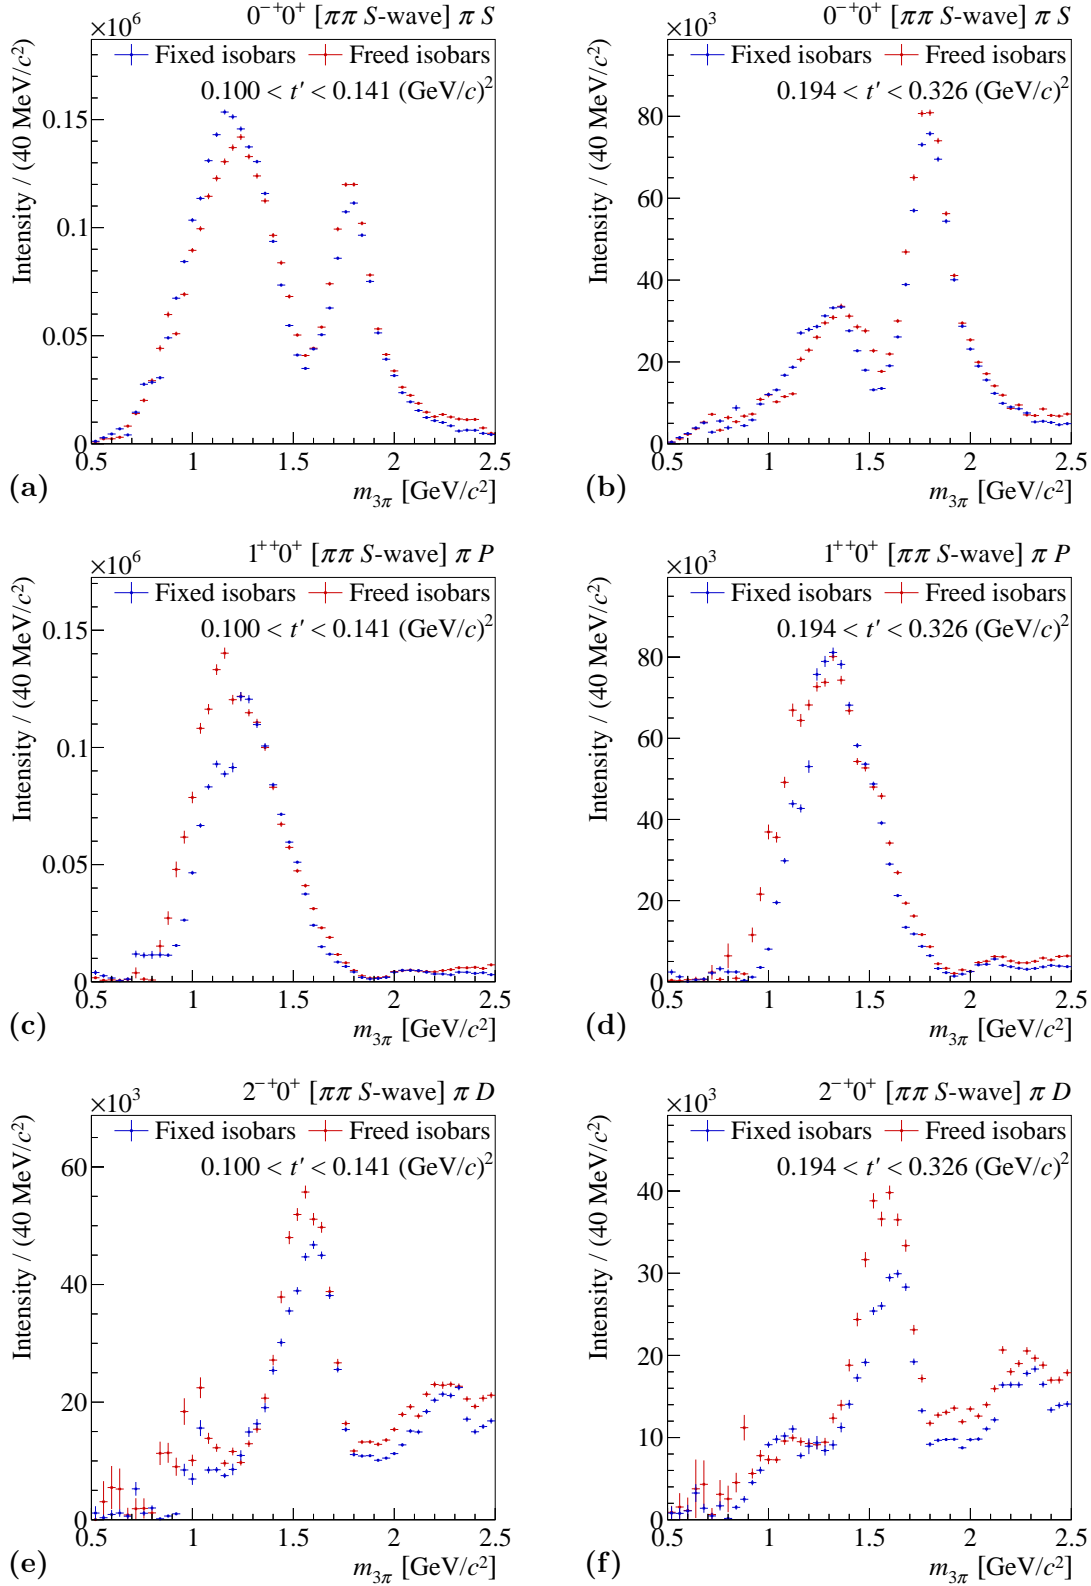 0⁻⁺0⁺ [ππ S-wave] π S
×10⁶
Fixed isobars Freed isobars
0.100 < t′ < 0.141 (GeV/c)²
Intensity / (40 MeV/c²)
0.15
0.1
0.05
0
0.5 1 1.5 2 2.5
m₃π [GeV/c²]
(a)
0⁻⁺0⁺ [ππ S-wave] π S
×10³
Fixed isobars Freed isobars
0.194 < t′ < 0.326 (GeV/c)²
Intensity / (40 MeV/c²)
80
60
40
20
0
0.5 1 1.5 2 2.5
m₃π [GeV/c²]
(b)
1⁺⁺0⁺ [ππ S-wave] π P
×10⁶
Fixed isobars Freed isobars
0.100 < t′ < 0.141 (GeV/c)²
Intensity / (40 MeV/c²)
0.15
0.1
0.05
0
0.5 1 1.5 2 2.5
m₃π [GeV/c²]
(c)
1⁺⁺0⁺ [ππ S-wave] π P
×10³
Fixed isobars Freed isobars
0.194 < t′ < 0.326 (GeV/c)²
Intensity / (40 MeV/c²)
80
60
40
20
0
0.5 1 1.5 2 2.5
m₃π [GeV/c²]
(d)
2⁻⁺0⁺ [ππ S-wave] π D
×10³
Fixed isobars Freed isobars
0.100 < t′ < 0.141 (GeV/c)²
Intensity / (40 MeV/c²)
60
40
20
0
0.5 1 1.5 2 2.5
m₃π [GeV/c²]
(e)
2⁻⁺0⁺ [ππ S-wave] π D
×10³
Fixed isobars Freed isobars
0.194 < t′ < 0.326 (GeV/c)²
Intensity / (40 MeV/c²)
40
30
20
10
0
0.5 1 1.5 2 2.5
m₃π [GeV/c²]
(f)